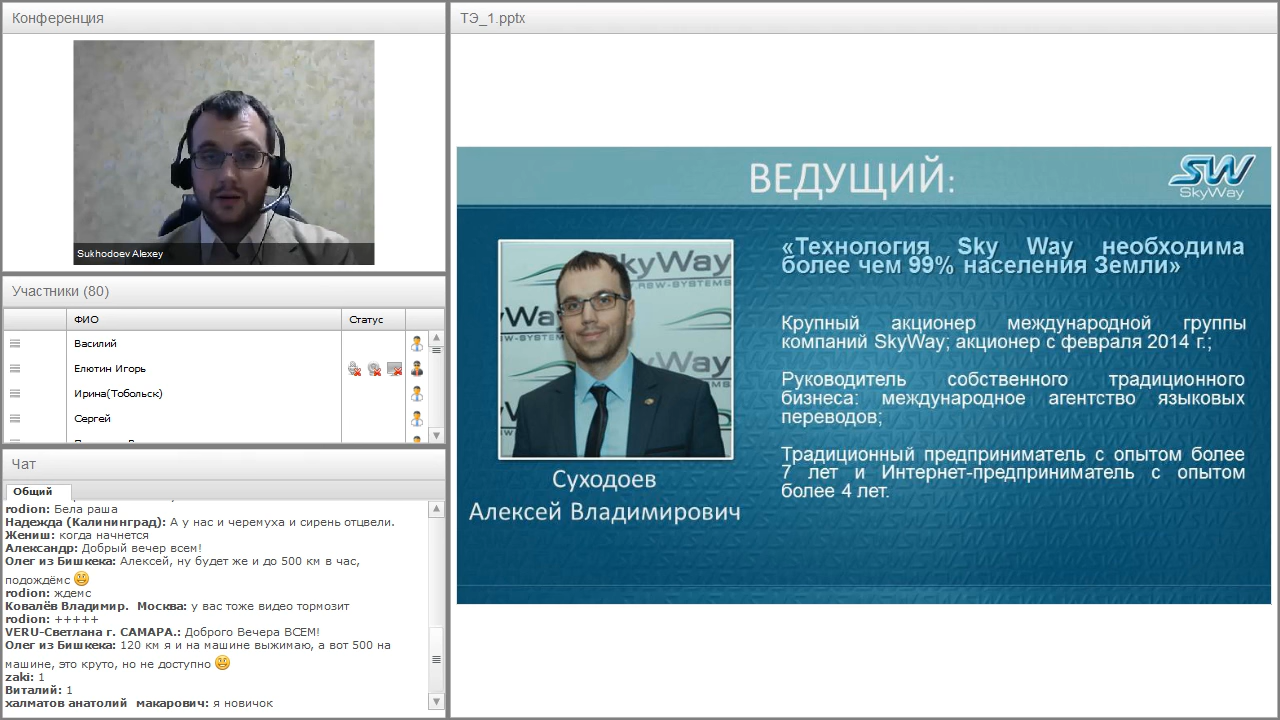 Конференция
Sukhodoev Alexey
Участники (80)
ФИО
Статус
Василий
Елютин Игорь
Ирина(Тобольск)
Сергей
Чат
Общий
rodion: Бела раша
Надежда (Калининград): А у нас и черемуха и сирень отцвели.
Жениш: когда начнется
Александр: Добрый вечер всем!
Олег из Бишкека: Алексей, ну будет же и до 500 км в час,
подождёмс
rodion: ждемс
Ковалёв Владимир. Москва: у вас тоже видео тормозит
rodion: +++++
VERU-Светлана г. САМАРА.: Доброго Вечера ВСЕМ!
Олег из Бишкека: 120 км я и на машине выжимаю, а вот 500 на
машине, это круто, но не доступно
zaki: 1
Виталий: 1
халматов анатолий макарович: я новичок
ТЭ_1.pptx
ВЕДУЩИЙ:
SW
SkyWay
SkyWay
.RSW-SYSTEMS
Суходоев
Алексей Владимирович
«Технология Sky Way необходима
более чем 99% населения Земли»
Крупный акционер международной группы
компаний SkyWay; акционер с февраля 2014 г.;
Руководитель собственного традиционного
бизнеса: международное агентство языковых
переводов;
Традиционный предприниматель с опытом более
7 лет и Интернет-предприниматель с опытом
более 4 лет.